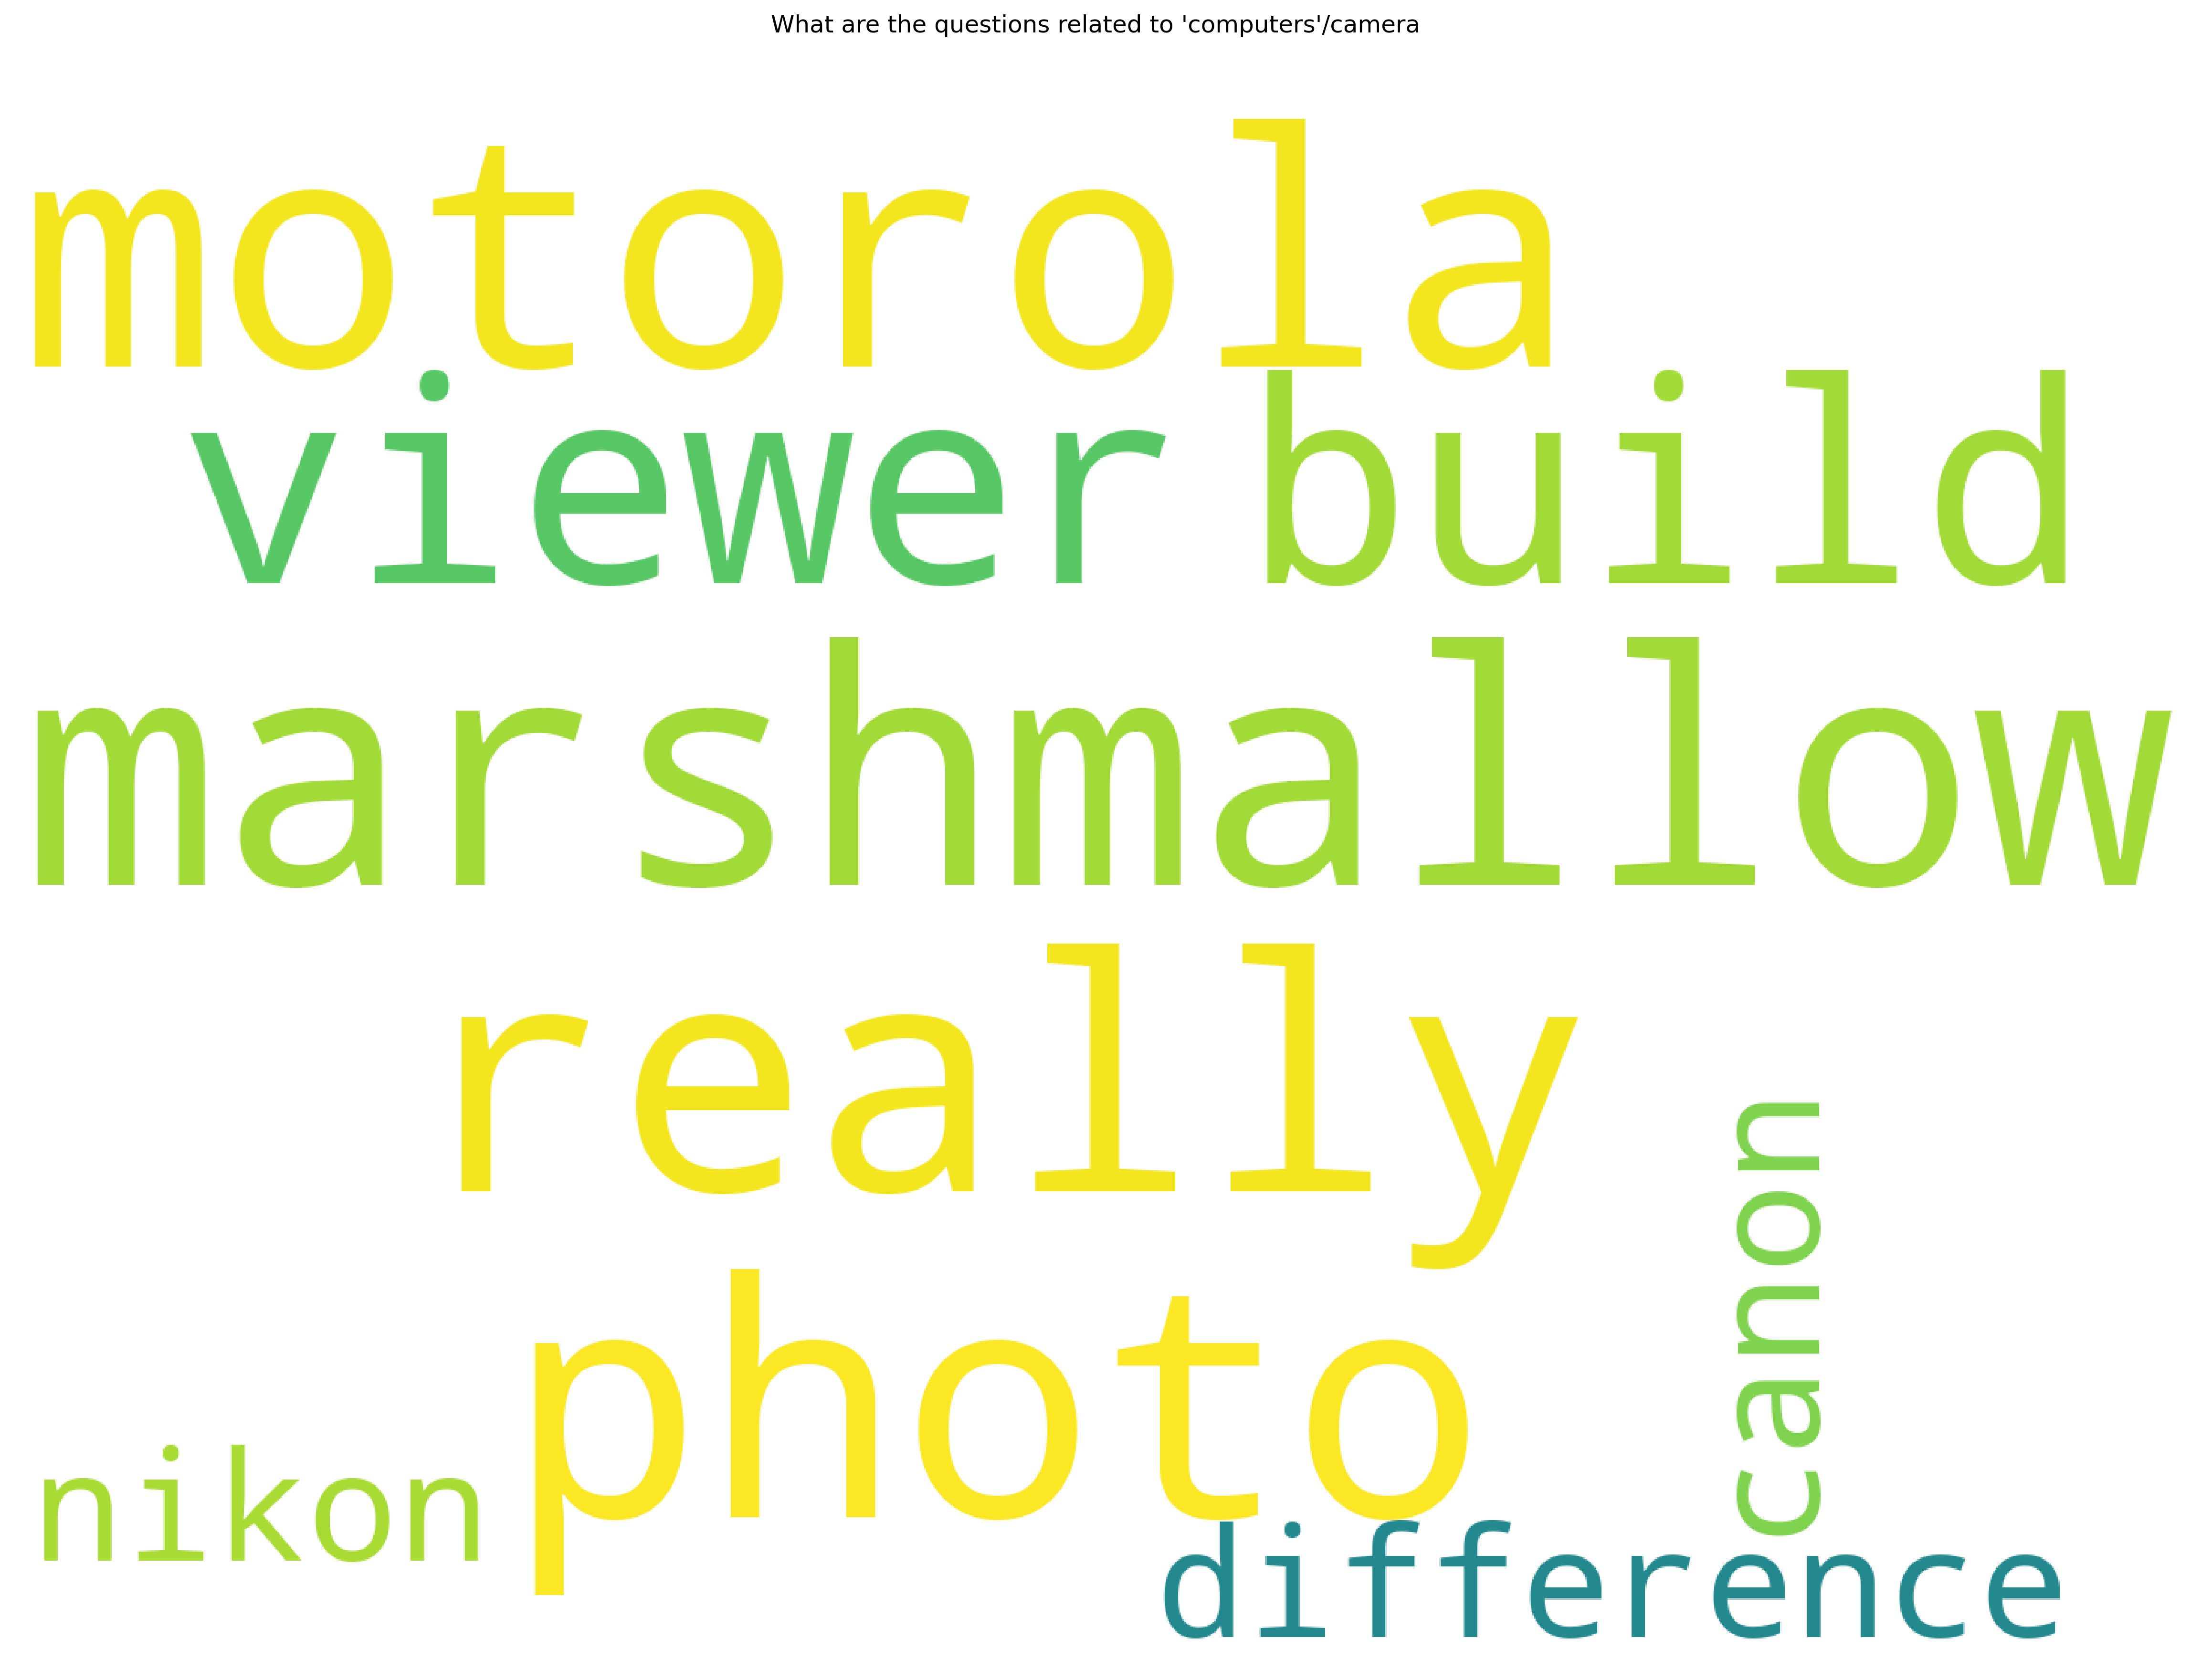 What are the questions related to 'computers'/camera
motorola
viewer build
marshmallow
really
canon
photo
nikon
difference